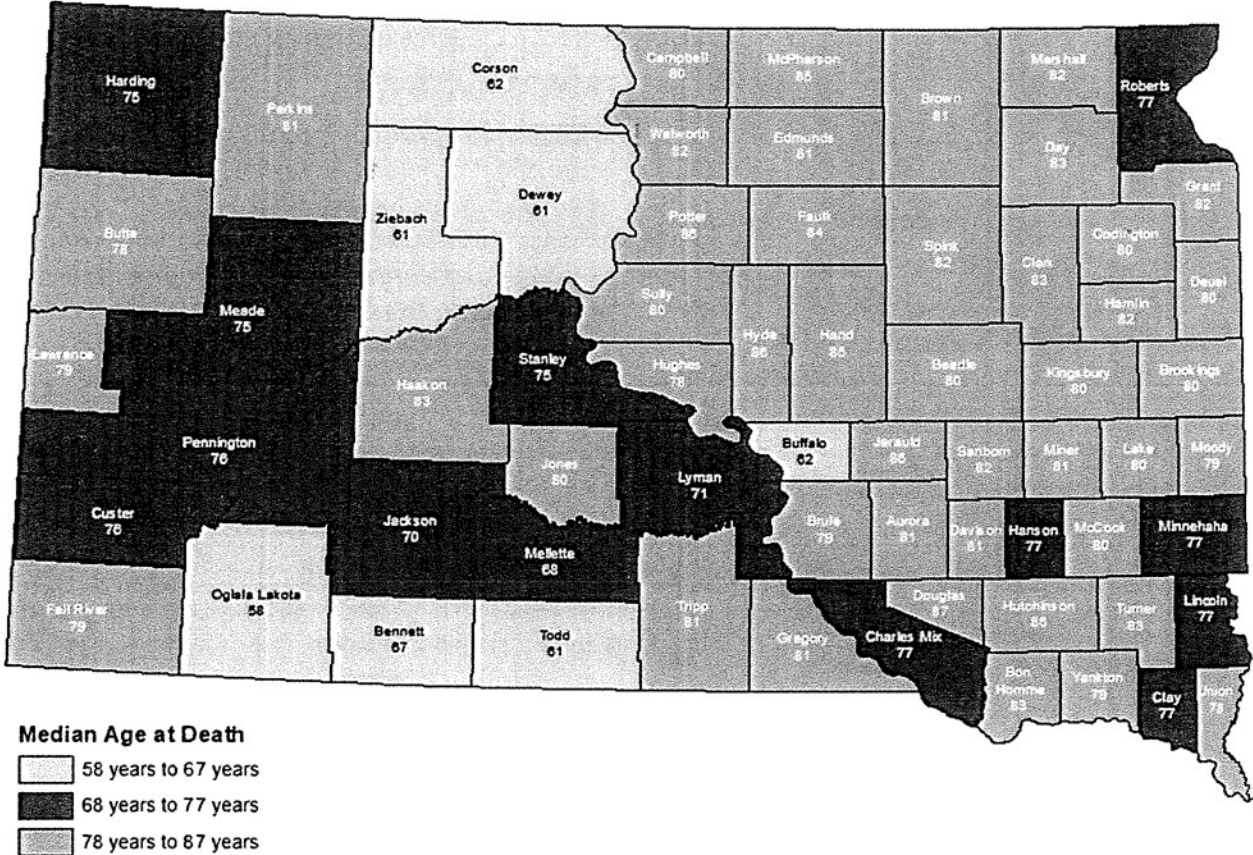 Harding
75
Perkins
81
Corson
62
Campbell
80
McPherson
85
Brown
81
Marshall
82
Roberts
77
Walworth
82
Edmunds
81
Day
83
Grant
82
Butte
78
Ziebach
61
Dewey
61
Potter
86
Faulk
84
Spink
82
Clark
83
Codington
80
Deuel
80
Hamlin
82
Meade
75
Sully
80
Hyde
86
Hand
85
Lawrence
79
Haakon
83
Stanley
75
Hughes
78
Beadle
80
Kingsbury
80
Brookings
80
Pennington
76
Jones
80
Lyman
71
Buffalo
62
Jerauld
86
Sanborn
82
Miner
81
Lake
80
Moody
79
Custer
76
Jackson
70
Mellette
68
Brule
79
Aurora
81
Davison
81
Hanson
77
McCook
80
Minnehaha
77
Fall River
79
Oglala Lakota
58
Bennett
67
Todd
61
Tripp
81
Gregory
81
Charles Mix
77
Douglas
87
Hutchinson
Turner
83
Lincoln
77
Bon
Homme
83
Yankton
Clay
77
Union
78
Median Age at Death
58 years to 67 years
68 years to 77 years
78 years to 87 years